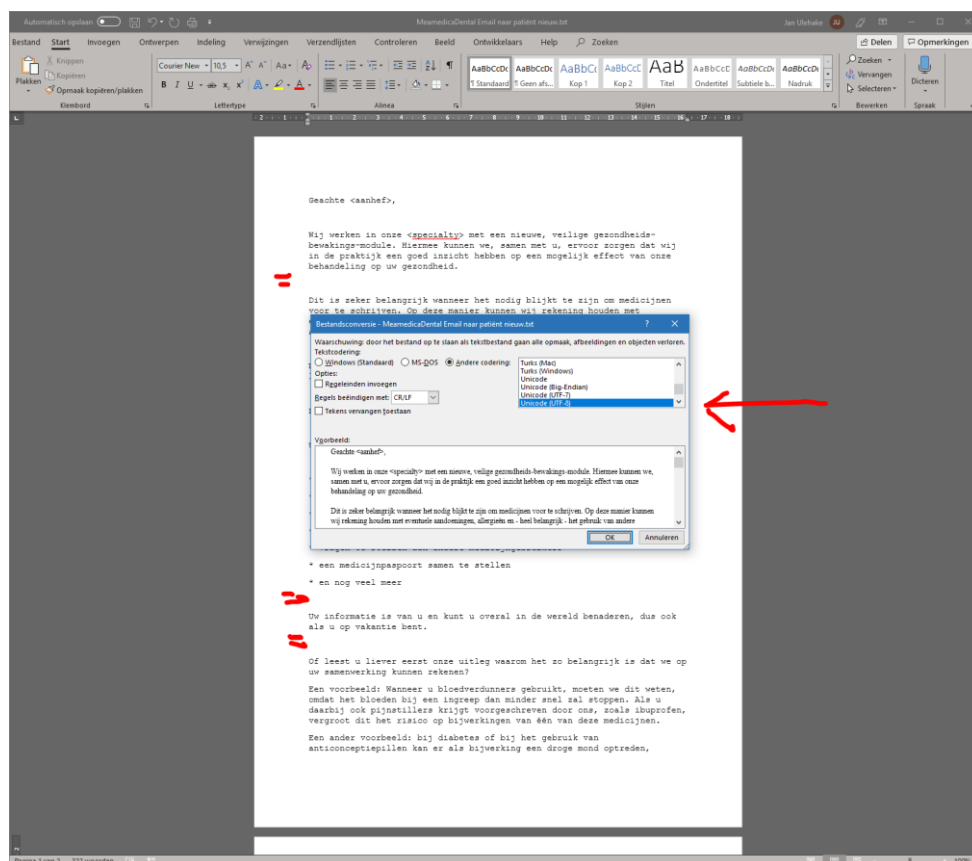 Automatisch opslaan
MeamedicaDental Email naar patiënt nieuw.txt
Jan Ulehake
JU
Bestand Start Invoegen Ontwerpen Indeling Verwijzingen Verzendlijsten Controleren Beeld Ontwikkelaars Help Zoeken
Delen Opmerkingen
Plakken
Knippen
Kopiëren
Opmaak kopiëren/plakken
Klembord
Courier New 10,5
Lettertype
Alinea
AaBbCcDc AaBbCcDc AaBbCc AaBbCcC AaB AaBbCcC AaBbCcDc AaBbCcDc
¶ Standaard ¶ Geen afs... Kop 1 Kop 2 Titel Ondertitel Subtiele b... Nadruk
Stijlen
Zoeken
Vervangen
Selecteren
Bewerken
Dicteren
Spraak
Geachte <aanhef>,
Wij werken in onze <specialty> met een nieuwe, veilige gezondheids-
bewakings-module. Hiermee kunnen we, samen met u, ervoor zorgen dat wij
in de praktijk een goed inzicht hebben op een mogelijk effect van onze
behandeling op uw gezondheid.
Dit is zeker belangrijk wanneer het nodig blijkt te zijn om medicijnen
voor te schrijven. Op deze manier kunnen wij rekening houden met
Bestandsconversie - MeamedicaDental Email naar patiënt nieuw.txt
Waarschuwing: door het bestand op te slaan als tekstbestand gaan alle opmaak, afbeeldingen en objecten verloren.
Tekstcodering:
Windows (Standaard) MS-DOS Andere codering:
Turks (Mac)
Turks (Windows)
Unicode
Unicode (Big-Endian)
Unicode (UTF-7)
Unicode (UTF-8)
Opties:
Regeleinden invoegen
Regels beëindigen met: CR/LF
Tekens vervangen toestaan
Voorbeeld:
Geachte <aanhef>,
Wij werken in onze <specialty> met een nieuwe, veilige gezondheids-bewakings-module. Hiermee kunnen we,
samen met u, ervoor zorgen dat wij in de praktijk een goed inzicht hebben op een mogelijk effect van onze
behandeling op uw gezondheid.
Dit is zeker belangrijk wanneer het nodig blijkt te zijn om medicijnen voor te schrijven. Op deze manier kunnen
wij rekening houden met eventuele aandoeningen, allergieën en - heel belangrijk - het gebruik van andere
OK Annuleren
* een medicijnpaspoort samen te stellen
* en nog veel meer
Uw informatie is van u en kunt u overal in de wereld benaderen, dus ook
als u op vakantie bent.
Of leest u liever eerst onze uitleg waarom het zo belangrijk is dat we op
uw samenwerking kunnen rekenen?
Een voorbeeld: Wanneer u bloedverdunners gebruikt, moeten we dit weten,
omdat het bloeden bij een ingreep dan minder snel zal stoppen. Als u
daarbij ook pijnstillers krijgt voorgeschreven door ons, zoals ibuprofen,
vergroot dit het risico op bijwerkingen van één van deze medicijnen.
Een ander voorbeeld: bij diabetes of bij het gebruik van
anticonceptiepillen kan er als bijwerking een droge mond optreden,